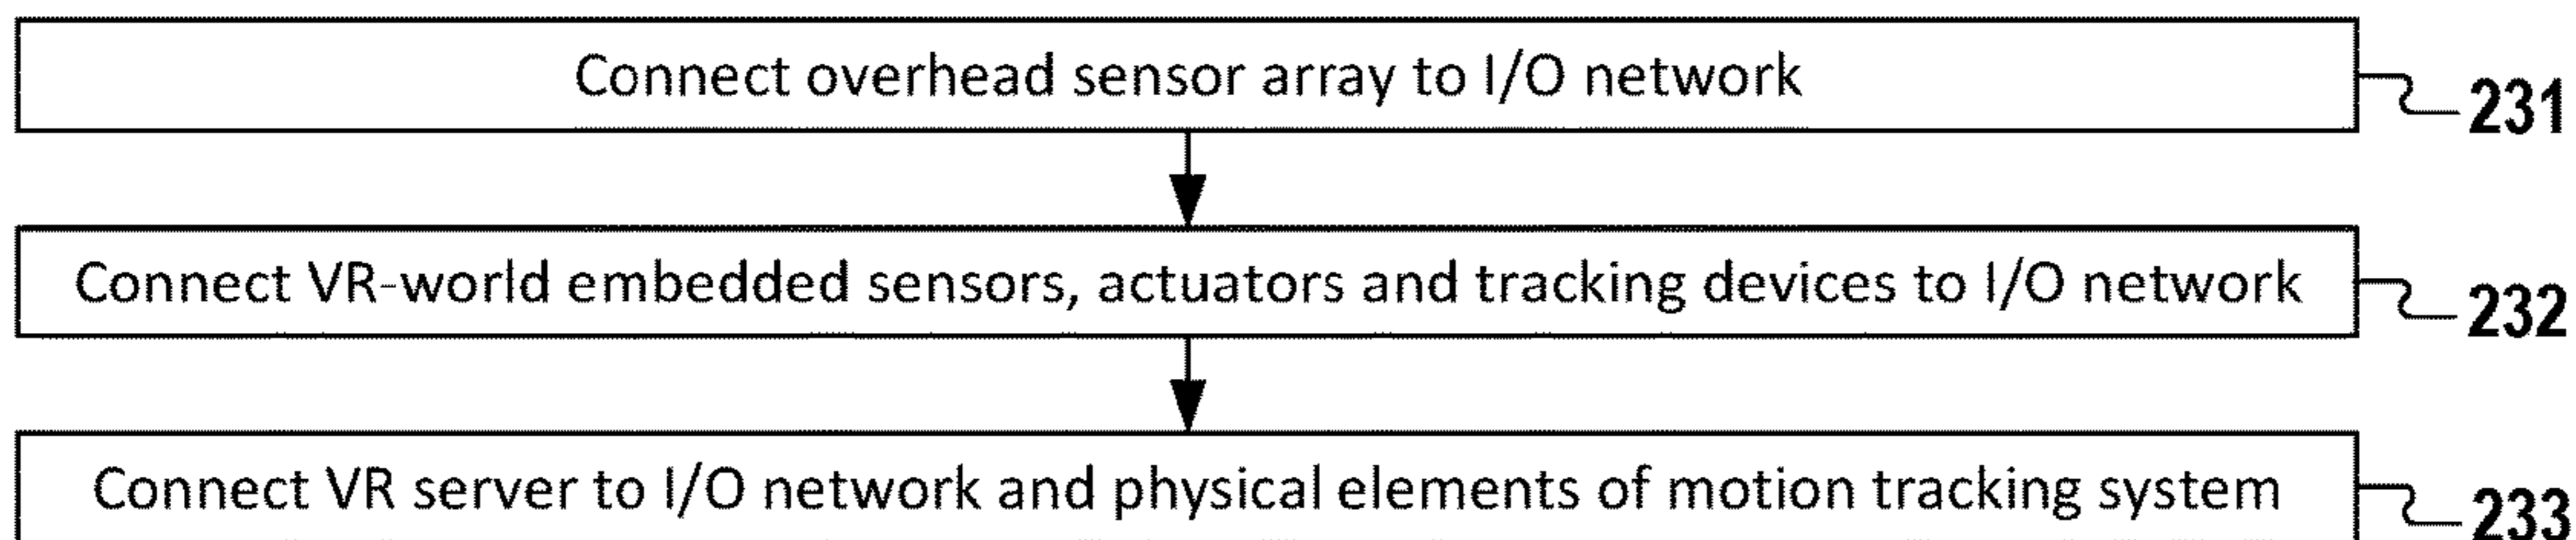 Connect overhead sensor array to I/O network
231
Connect VR-world embedded sensors, actuators and tracking devices to I/O network
232
Connect VR server to I/O network and physical elements of motion tracking system
233